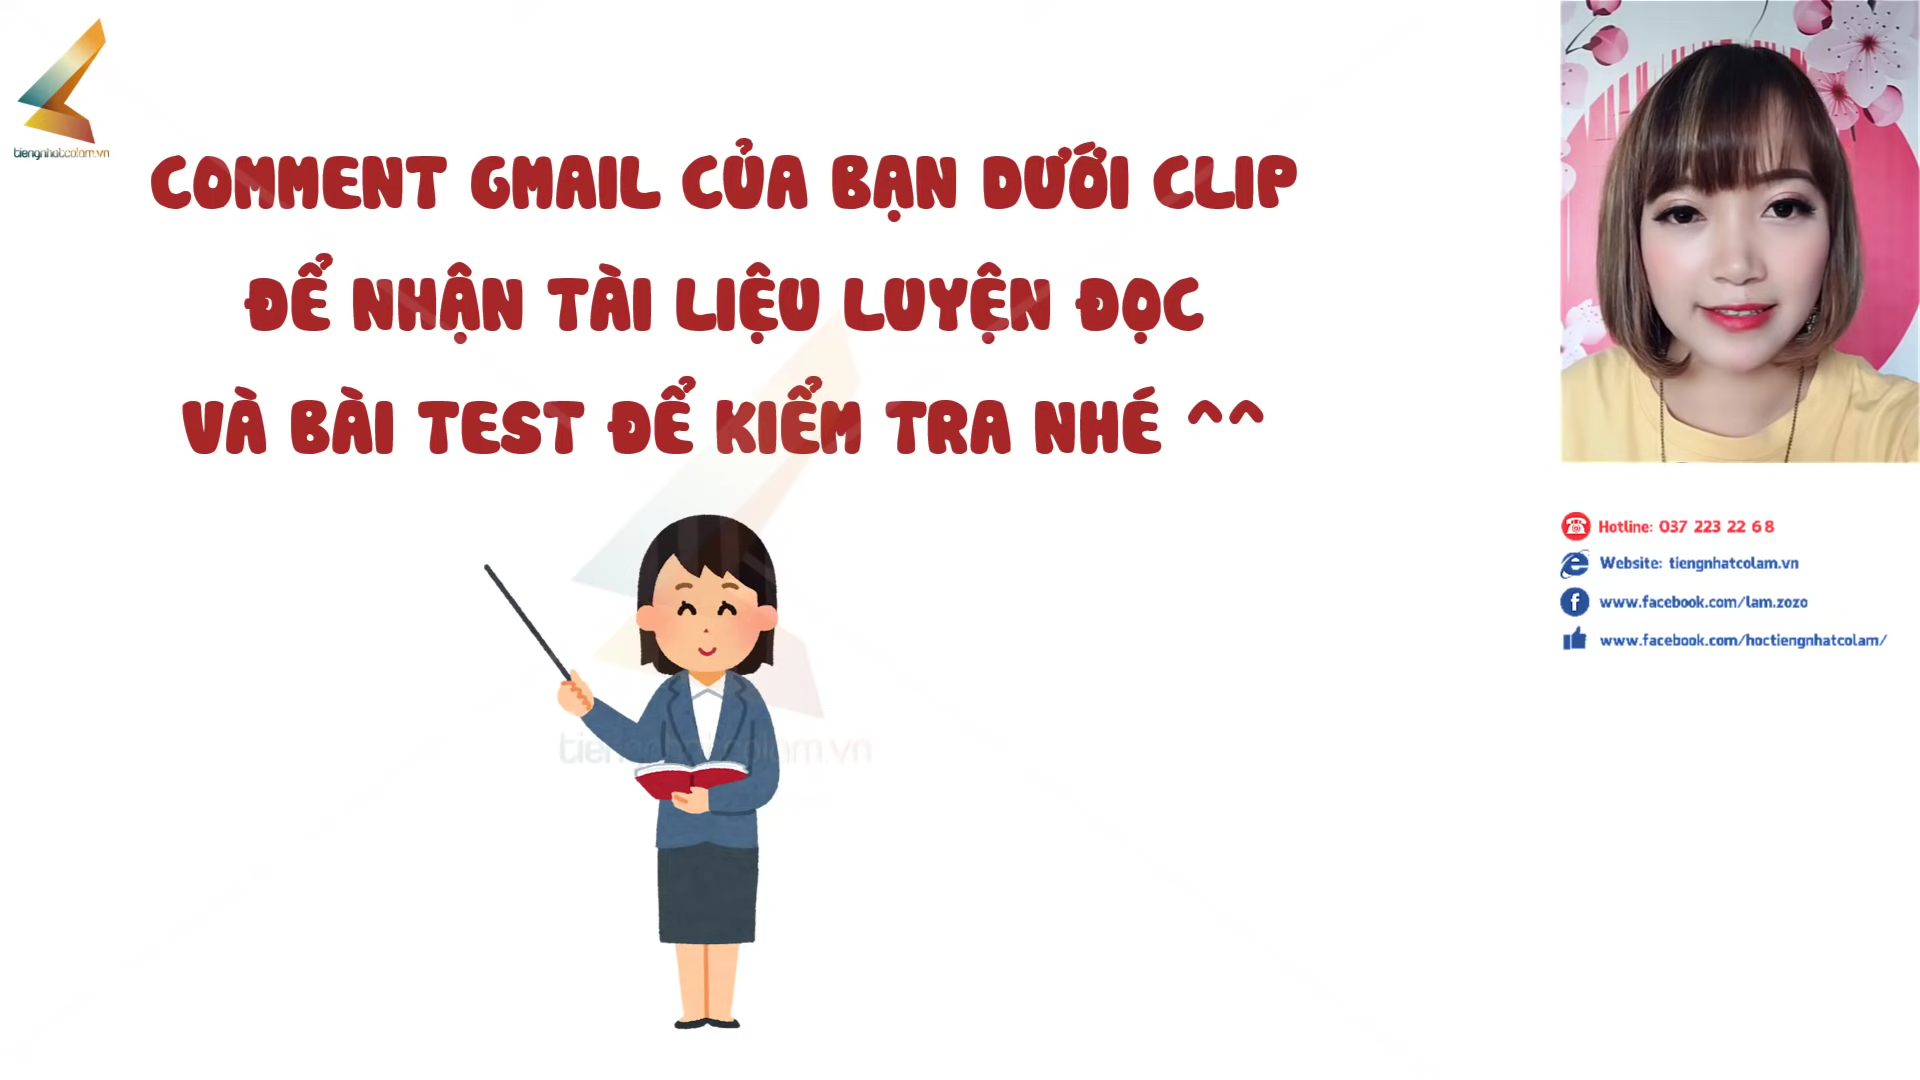 tiengnhatcolam.vn
COMMENT GMAIL CỦA BẠN DƯỚI CLIP
ĐỂ NHẬN TÀI LIỆU LUYỆN ĐỌC
VÀ BÀI TEST ĐỂ KIỂM TRA NHÉ ^^
tiengnhatcolam.vn
Hotline: 037 223 22 68
Website: tiengnhatcolam.vn
www.facebook.com/lam.zozo
www.facebook.com/hoctiengnhatcolam/